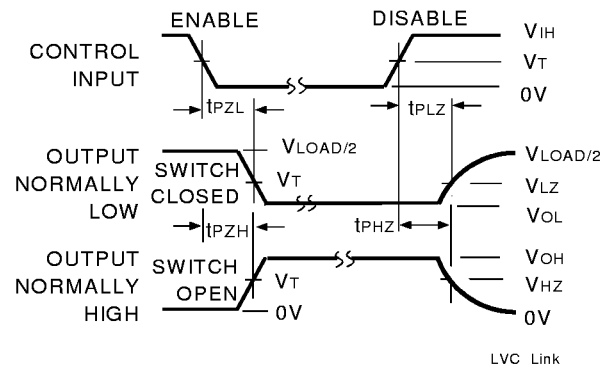 ENABLE DISABLE
CONTROL INPUT
VIH
VT
0V
tPZL tPLZ
OUTPUT NORMALLY LOW
SWITCH CLOSED
VLOAD/2
VT
VLOAD/2
VLZ
VOL
tPZH tPHZ
OUTPUT NORMALLY HIGH
SWITCH OPEN
VT
0V
VOH
VHZ
0V
LVC Link